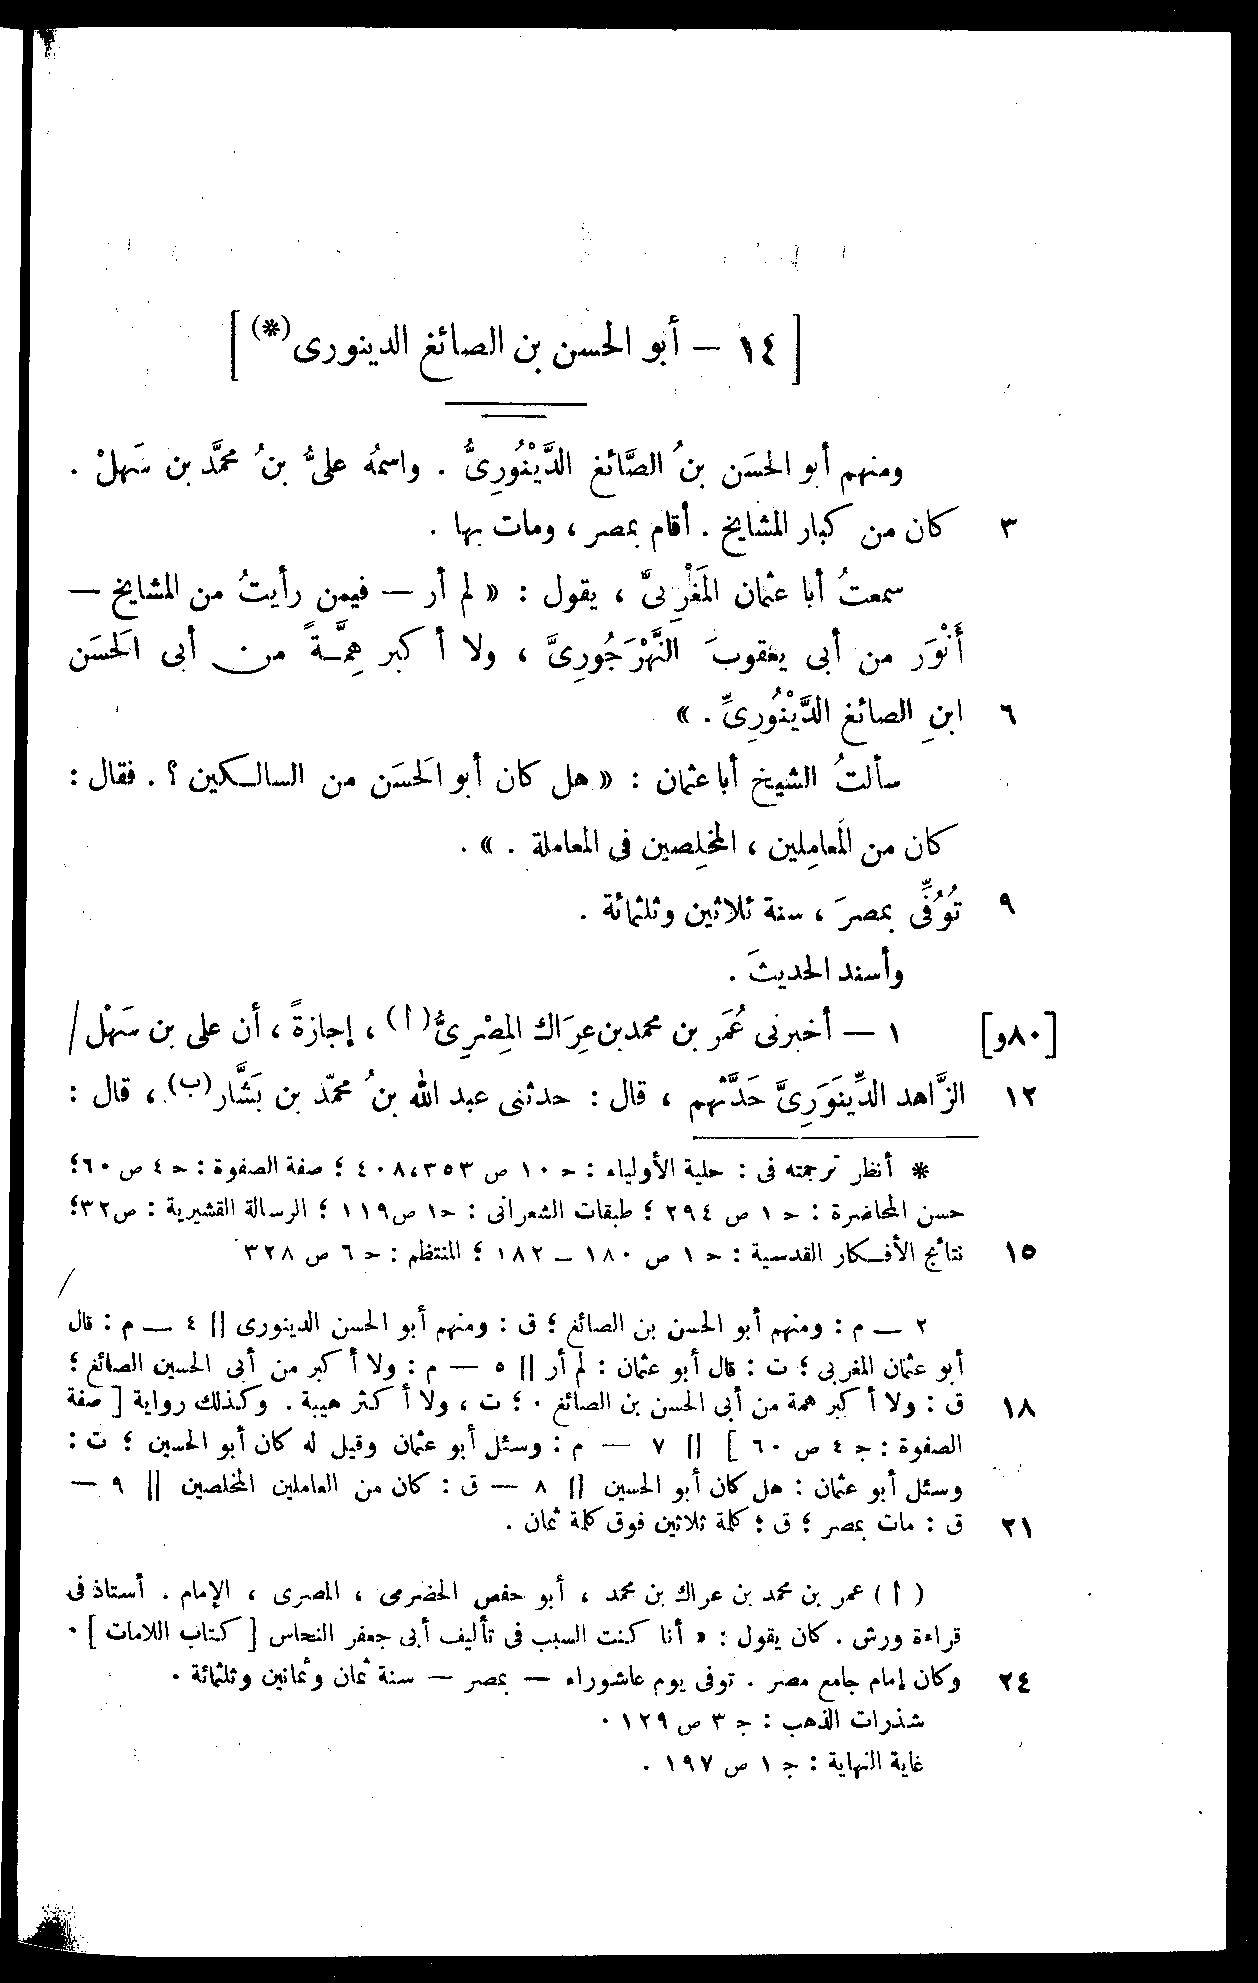 [ ١٤ – أبو الحسن بن الصائغ الدينورى(*) ]
ومنهم أبو الحسَن بنُ الصَّائغ الدَّيْنُورِىُّ . واسمُه علىُّ بنُ محمَّد بن سَهلْ .
٣ كان من كبار المشايخ . أقام بمصر ، ومات بها .
سمعتُ أبا عثمان المَغْرِبىَّ ، يقول : « لم أر — فيمن رأيتُ من المشايخ —
أَنْوَر من أبى يعقوبَ النَّهْرَجُورِىَّ ، ولا أكبر هِمَّةً من أبى الحَسَن
٦ ابنِ الصائغ الدَّيْنُورِىِّ . »
سألتُ الشيخ أبا عثمان : « هل كان أبو الحَسَن من السالكين ؟ . فقال :
كان من المُعامِلين ، المخلِصين فى المعاملة . » .
٩ تُوُفِّىَ بمصرَ ، سنة ثلاثين وثلثمائة .
وأسند الحديثَ .
[٨٠و] ١ — أخبرنى عُمَر بن محمد بن عِرَاك المِصْرِىُّ(أ) ، إجازةً ، أن على بن سَهْل /
١٢ الزَّاهد الدِّينَوَرِىَّ حَدَّثهم ، قال : حدثنى عبد الله بنُ محمّد بن بَشَّار(ب) ، قال :
* أنظر ترجمته فى : حلية الأولياء : ح ١٠ ص ٣٥٣،٤٠٨ ؛ صفة الصفوة : ح ٤ ص ٦٠؛
حسن المحاضرة : ح ١ ص ٢٩٤ ؛ طبقات الشعرانى : ح١ ص١١٩ ؛ الرسالة القشيرية : ص٣٢؛
١٥ نتائج الأفكار القدسية : ح ١ ص ١٨٠ – ١٨٢ ؛ المنتظم : ح ٦ ص ٣٢٨
٢ — م : ومنهم أبو الحسن بن الصائغ ؛ ق : ومنهم أبو الحسن الدينورى || ٤ — م : قال
أبو عثمان المغربى ؛ ت : قال أبو عثمان : لم أر || ٥ — م : ولا أكبر من أبى الحسين الصائغ ؛
١٨ ق : ولا أكبر همة من أبى الحسن بن الصائغ . ؛ ت ، ولا أكثر هيبة . وكذلك رواية [ صفة
الصفوة : ج ٤ ص ٦٠ ] || ٧ — م : وسئل أبو عثمان وقيل له كان أبو الحسين ؛ ت :
وسئل أبو عثمان : هل كان أبو الحسين || ٨ — ق : كان من العاملين المخلصين || ٩ —
٢١ ق : مات بمصر ؛ ق ؛ كلمة ثلاثين فوق كلمة ثمان .
( أ ) عمر بن محمد بن عراك بن محمد ، أبو حفص الحضرمى ، المصرى ، الإمام . أستاذ فى
قراءة ورش . كان يقول : « أنا كنت السبب فى تأليف أبى جعفر النحاس [ كتاب اللامات ] .
٢٤ وكان إمام جامع مصر . توفى يوم عاشوراء — بمصر — سنة ثمان وثمانين وثلثمائة .
شذرات الذهب : ج ٣ ص ١٢٩ .
غاية النهاية : ج ١ ص ١٩٧ .